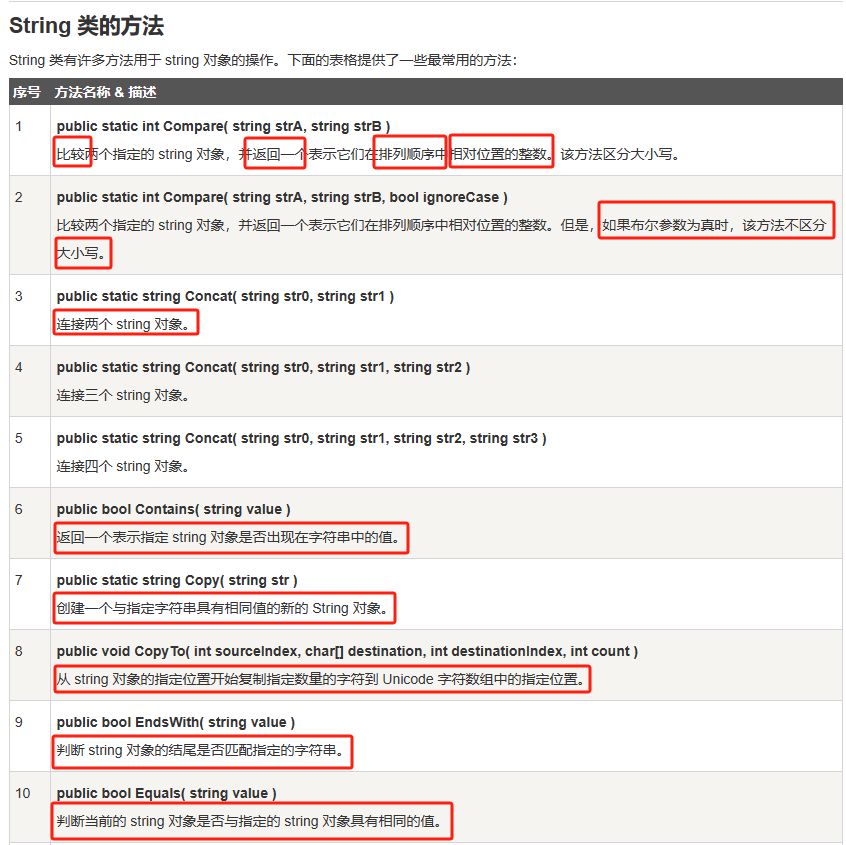 String 类的方法
String 类有许多方法用于 string 对象的操作。下面的表格提供了一些最常用的方法：
序号 方法名称 & 描述
1 public static int Compare( string strA, string strB )
比较两个指定的 string 对象，并返回一个表示它们在排列顺序中相对位置的整数。该方法区分大小写。
2 public static int Compare( string strA, string strB, bool ignoreCase )
比较两个指定的 string 对象，并返回一个表示它们在排列顺序中相对位置的整数。但是，如果布尔参数为真时，该方法不区分
大小写。
3 public static string Concat( string str0, string str1 )
连接两个 string 对象。
4 public static string Concat( string str0, string str1, string str2 )
连接三个 string 对象。
5 public static string Concat( string str0, string str1, string str2, string str3 )
连接四个 string 对象。
6 public bool Contains( string value )
返回一个表示指定 string 对象是否出现在字符串中的值。
7 public static string Copy( string str )
创建一个与指定字符串具有相同值的新的 String 对象。
8 public void CopyTo( int sourceIndex, char[] destination, int destinationIndex, int count )
从 string 对象的指定位置开始复制指定数量的字符到 Unicode 字符数组中的指定位置。
9 public bool EndsWith( string value )
判断 string 对象的结尾是否匹配指定的字符串。
10 public bool Equals( string value )
判断当前的 string 对象是否与指定的 string 对象具有相同的值。